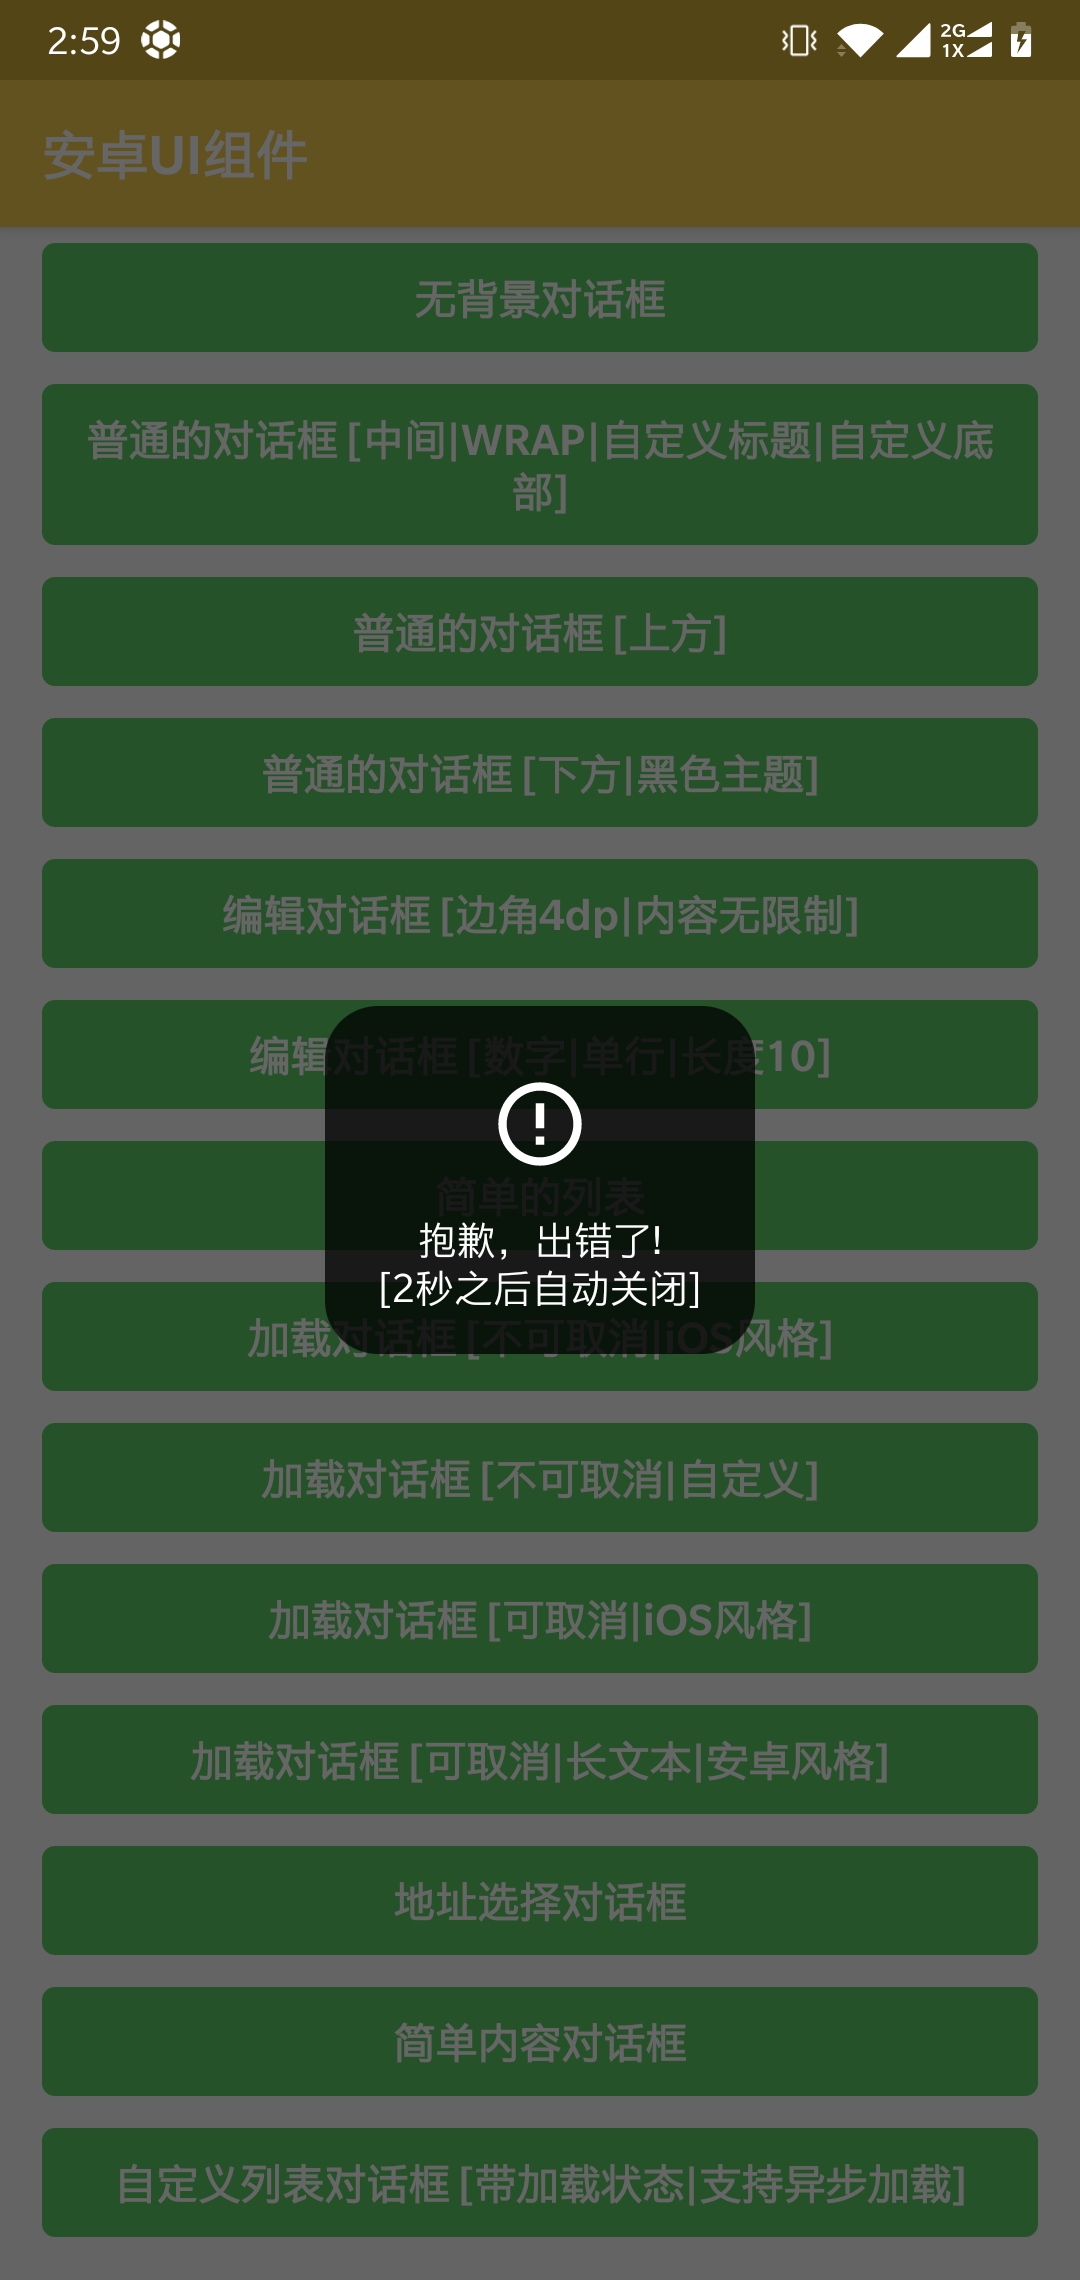 2:59
2G
1X
安卓UI组件
无背景对话框
普通的对话框 [中间|WRAP|自定义标题|自定义底
部]
普通的对话框 [上方]
普通的对话框 [下方|黑色主题]
编辑对话框 [边角4dp|内容无限制]
编辑对话框 [数字|单行|长度10]
简单的列表
抱歉，出错了!
[2秒之后自动关闭]
加载对话框 [不可取消|iOS风格]
加载对话框 [不可取消|自定义]
加载对话框 [可取消|iOS风格]
加载对话框 [可取消|长文本|安卓风格]
地址选择对话框
简单内容对话框
自定义列表对话框 [带加载状态|支持异步加载]